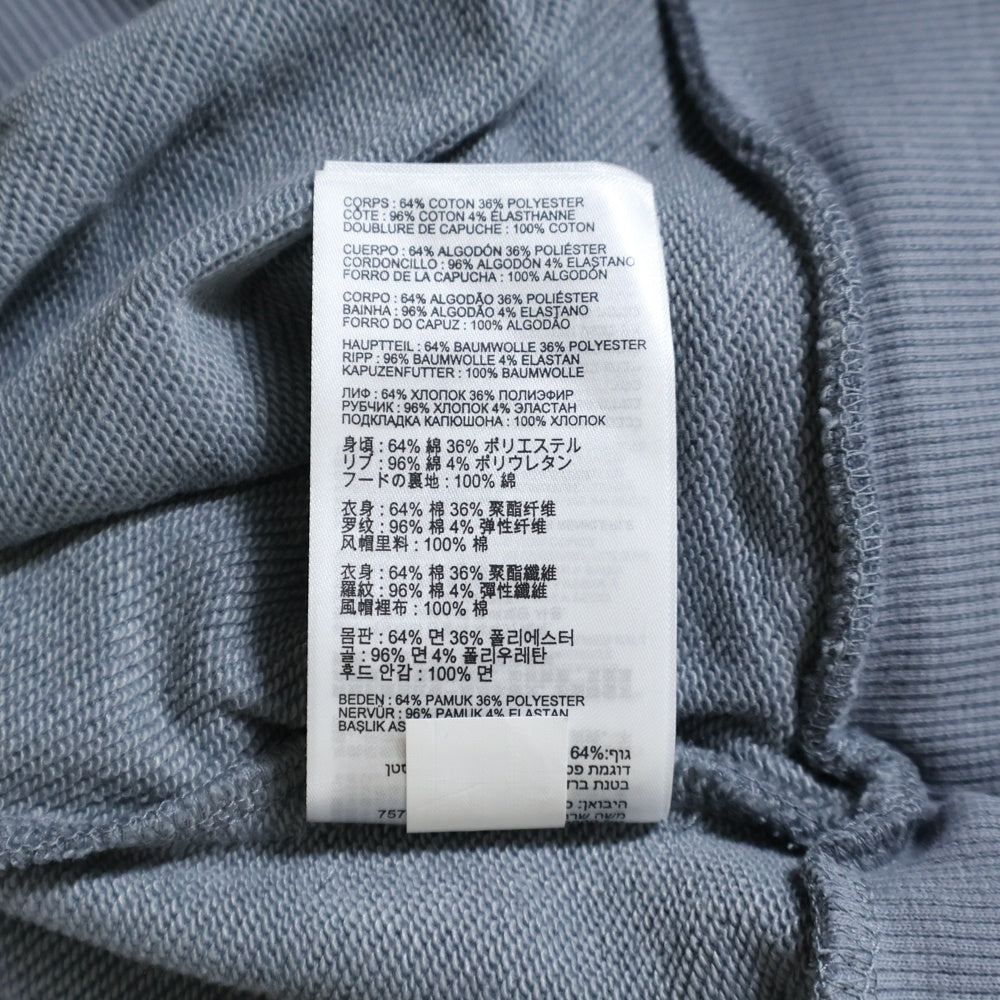 CORPS : 64% COTON 36% POLYESTER
CÔTE : 96% COTON 4% ÉLASTHANNE
DOUBLURE DE CAPUCHE : 100% COTON
CUERPO : 64% ALGODÓN 36% POLIÉSTER
CORDONCILLO : 96% ALGODÓN 4% ELASTANO
FORRO DE LA CAPUCHA : 100% ALGODÓN
CORPO : 64% ALGODÃO 36% POLIÉSTER
BAINHA : 96% ALGODÃO 4% ELASTANO
FORRO DO CAPUZ : 100% ALGODÃO
HAUPTTEIL : 64% BAUMWOLLE 36% POLYESTER
RIPP : 96% BAUMWOLLE 4% ELASTAN
KAPUZENFUTTER : 100% BAUMWOLLE
ЛИФ : 64% ХЛОПОК 36% ПОЛИЭФИР
РУБЧИК : 96% ХЛОПОК 4% ЭЛАСТАН
ПОДКЛАДКА КАПЮШОНА : 100% ХЛОПОК
身頃 : 64% 綿 36% ポリエステル
リブ : 96% 綿 4% ポリウレタン
フードの裏地 : 100% 綿
衣身 : 64% 棉 36% 聚酯纤维
罗纹 : 96% 棉 4% 弹性纤维
风帽里料 : 100% 棉
衣身 : 64% 棉 36% 聚酯纖維
羅紋 : 96% 棉 4% 彈性纖維
風帽裡布 : 100% 棉
몸판 : 64% 면 36% 폴리에스터
골 : 96% 면 4% 폴리우레탄
후드 안감 : 100% 면
BEDEN : 64% PAMUK 36% POLYESTER
NERVÜR : 96% PAMUK 4% ELASTAN
BAŞLIK AS
גוף: 64%
דוגמת
בטנת
היבואן:
משה
757